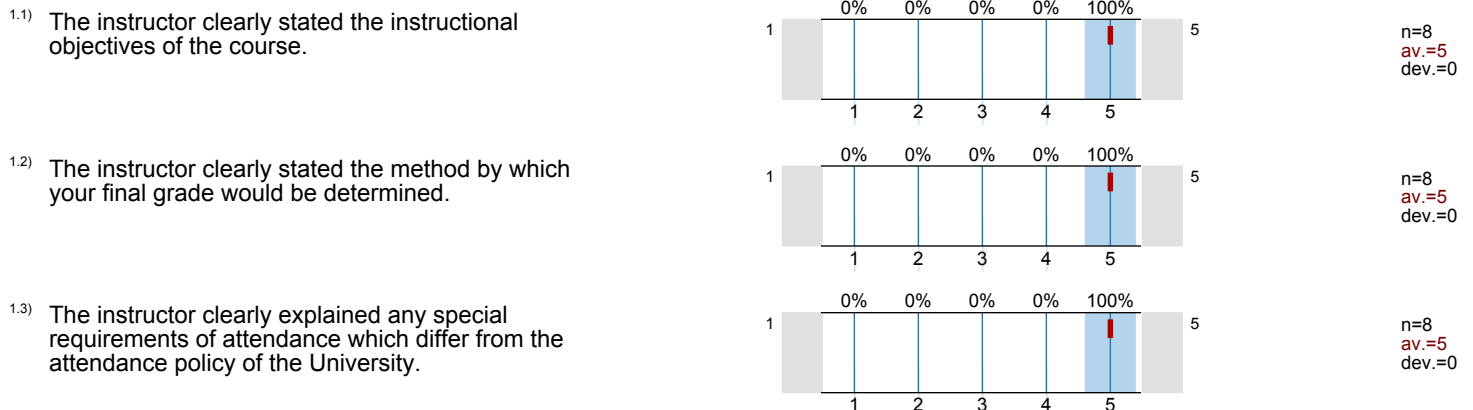 0% 0% 0% 0% 100%
1.1) The instructor clearly stated the instructional
objectives of the course.
1 5
n=8
av.=5
dev.=0
1 2 3 4 5
0% 0% 0% 0% 100%
1.2) The instructor clearly stated the method by which
your final grade would be determined.
1 5
n=8
av.=5
dev.=0
1 2 3 4 5
0% 0% 0% 0% 100%
1.3) The instructor clearly explained any special
requirements of attendance which differ from the
attendance policy of the University.
1 5
n=8
av.=5
dev.=0
1 2 3 4 5